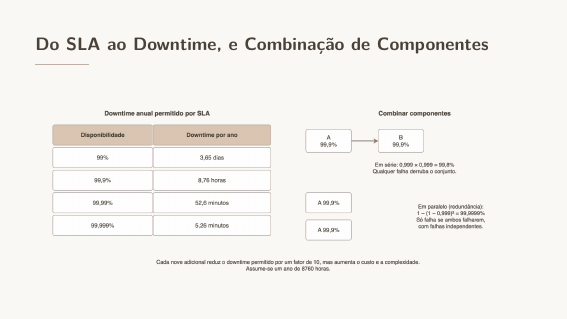 Do SLA ao Downtime, e Combinação de Componentes
Downtime anual permitido por SLA
Disponibilidade Downtime por ano
99% 3,65 dias
99,9% 8,76 horas
99,99% 52,6 minutos
99,999% 5,26 minutos
Combinar componentes
A
99,9%
B
99,9%
Em série: 0,999 × 0,999 = 99,8%
Qualquer falha derruba o conjunto.
A 99,9%
A 99,9%
Em paralelo (redundância):
1 − (1 − 0,999)² = 99,9999%
Só falha se ambos falharem,
com falhas independentes.
Cada nove adicional reduz o downtime permitido por um fator de 10, mas aumenta o custo e a complexidade.
Assume-se um ano de 8760 horas.